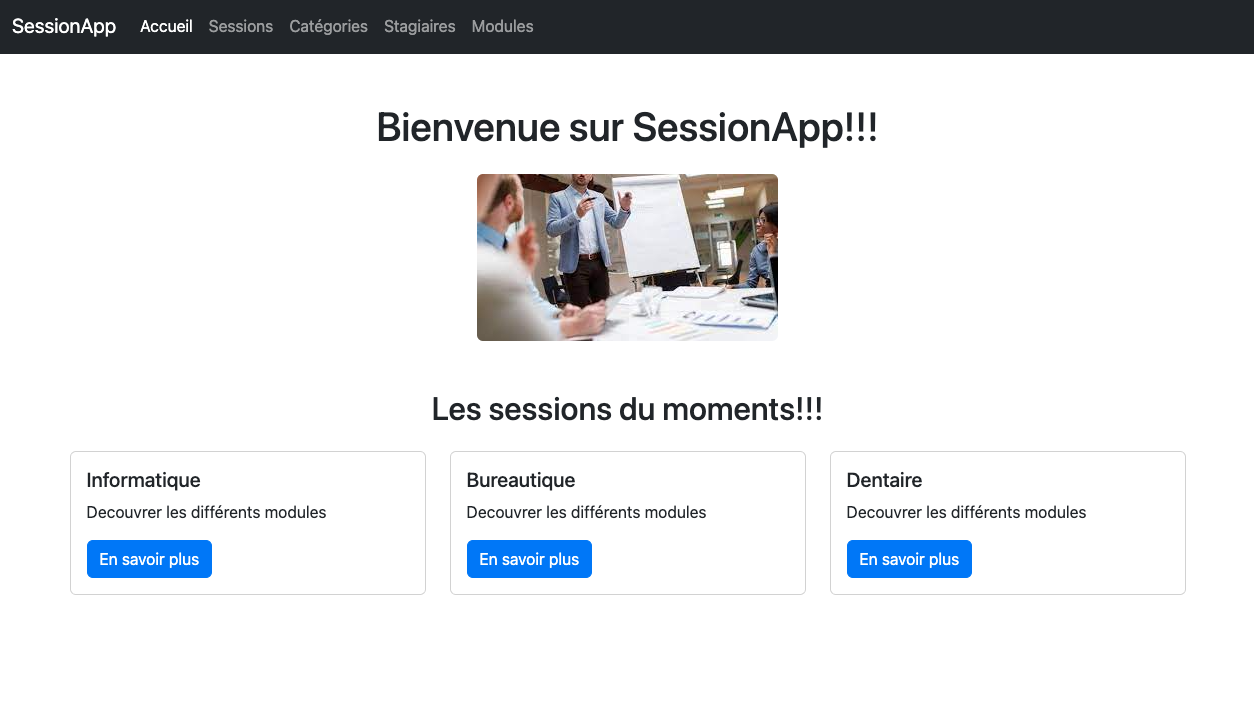 SessionApp Accueil Sessions Catégories Stagiaires Modules
Bienvenue sur SessionApp!!!
Les sessions du moments!!!
Informatique
Decouvrer les différents modules
En savoir plus
Bureautique
Decouvrer les différents modules
En savoir plus
Dentaire
Decouvrer les différents modules
En savoir plus